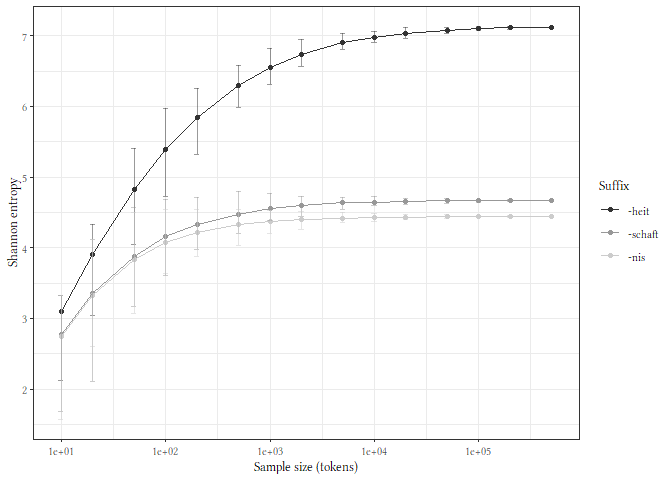 Shannon entropy
7
6
5
4
3
2
1e+01 1e+02 1e+03 1e+04 1e+05
Sample size (tokens)
Suffix
-heit
-schaft
-nis